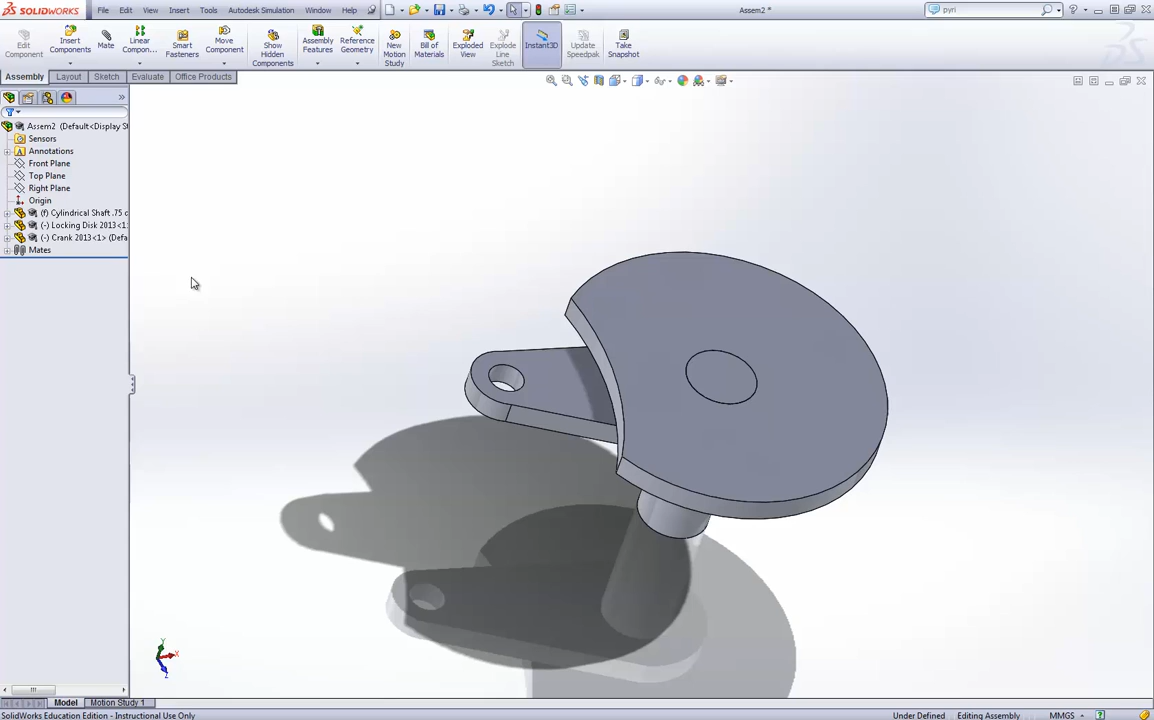 SOLIDWORKS File Edit View Insert Tools Autodesk Simulation Window Help Assem2 * pyri
Edit Component Insert Components Mate Linear Compon... Smart Fasteners Move Component Show Hidden Components Assembly Features Reference Geometry New Motion Study Bill of Materials Exploded View Explode Line Sketch Instant3D Update Speedpak Take Snapshot
Assembly Layout Sketch Evaluate Office Products
Assem2 (Default<Display S
Sensors
Annotations
Front Plane
Top Plane
Right Plane
Origin
(f) Cylindrical Shaft .75 c
(-) Locking Disk 2013<1
(-) Crank 2013<1> (Defa
Mates
Y
X
Z
Model Motion Study 1
SolidWorks Education Edition - Instructional Use Only Under Defined Editing Assembly MMGS